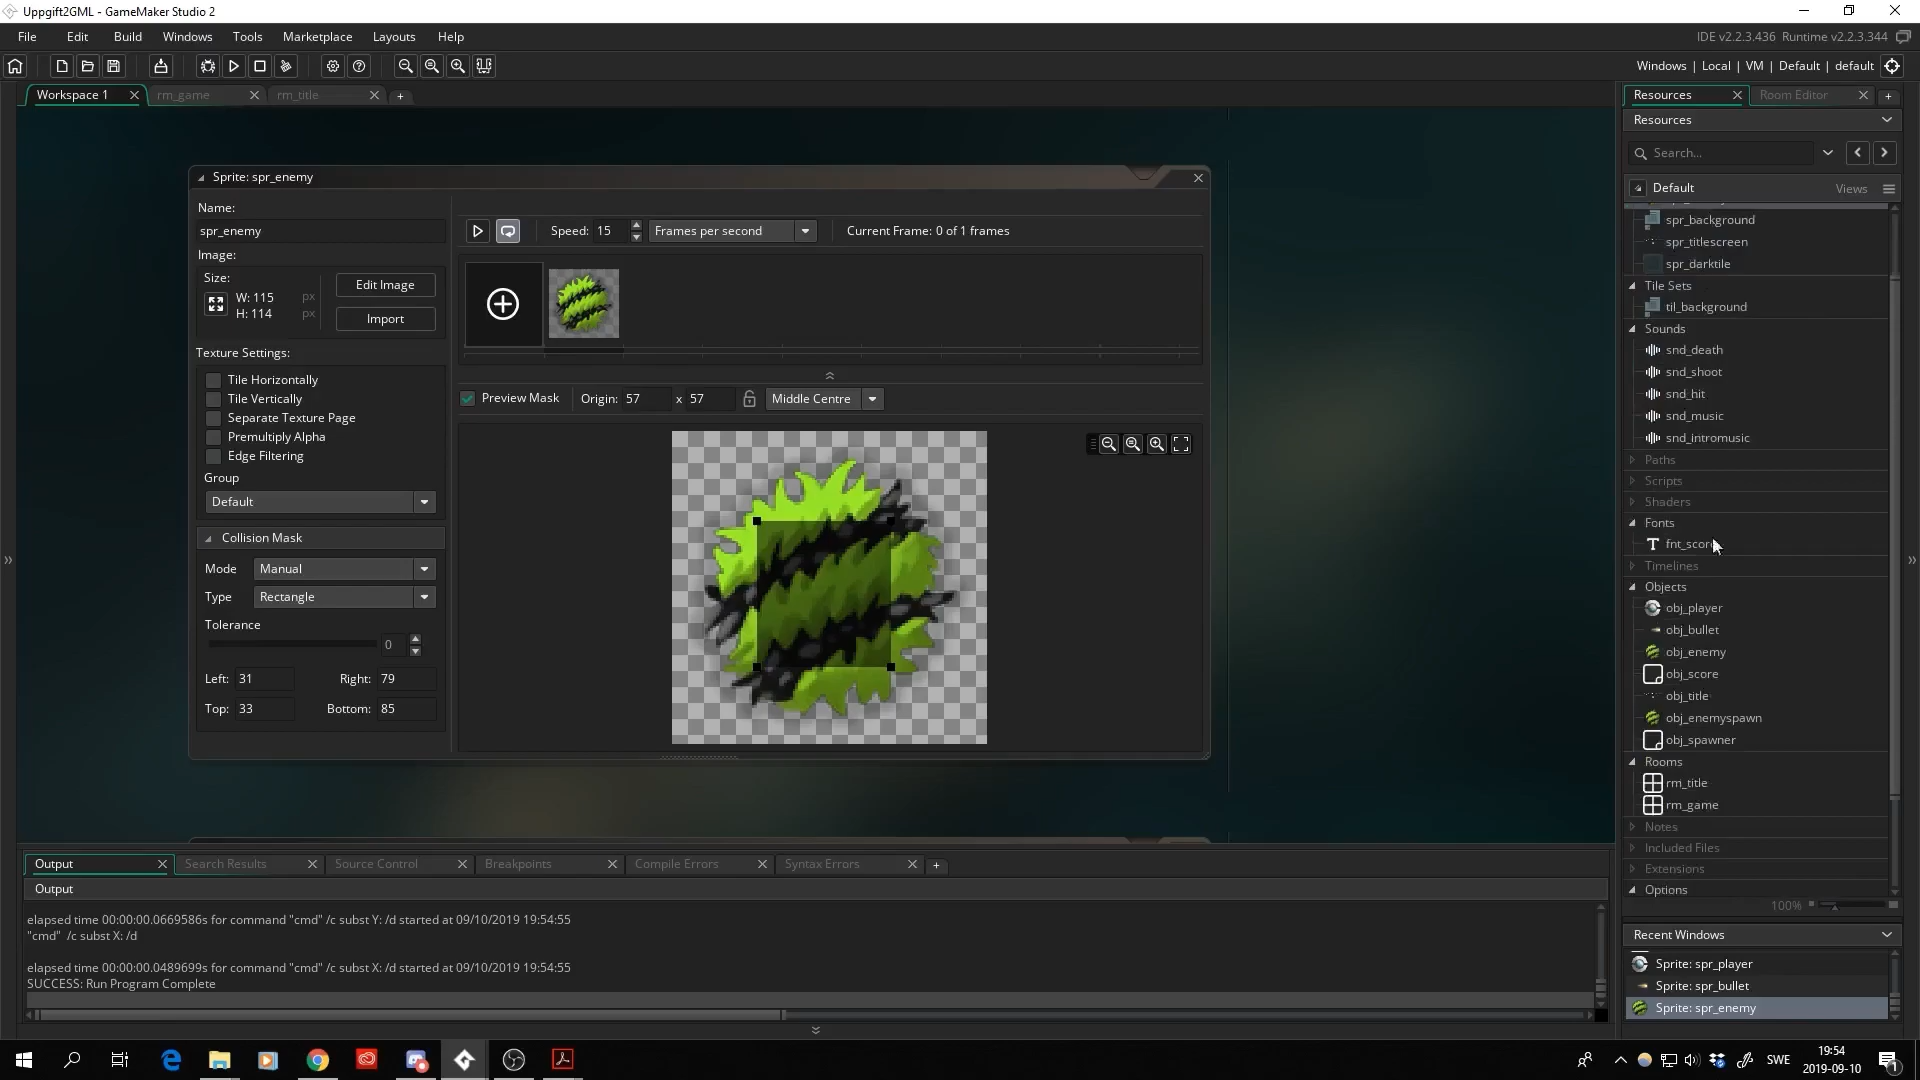 Uppgift2GML - GameMaker Studio 2
File Edit Build Windows Tools Marketplace Layouts Help
IDE v2.2.3.436 Runtime v2.2.3.344
Windows | Local | VM | Default | default
Workspace 1 rm_game rm_title
Resources Room Editor
Resources
Search...
Default Views
Sprite: spr_enemy
Name:
spr_enemy
Image:
Size:
W: 115 px
H: 114 px
Edit Image
Import
Texture Settings:
Tile Horizontally
Tile Vertically
Separate Texture Page
Premultiply Alpha
Edge Filtering
Group
Default
Collision Mask
Mode Manual
Type Rectangle
Tolerance
0
Left: 31 Right: 79
Top: 33 Bottom: 85
Speed: 15 Frames per second Current Frame: 0 of 1 frames
Preview Mask Origin: 57 x 57 Middle Centre
spr_background
spr_titlescreen
spr_darktile
Tile Sets
til_background
Sounds
snd_death
snd_shoot
snd_hit
snd_music
snd_intromusic
Paths
Scripts
Shaders
Fonts
fnt_score
Timelines
Objects
obj_player
obj_bullet
obj_enemy
obj_score
obj_title
obj_enemyspawn
obj_spawner
Rooms
rm_title
rm_game
Notes
Included Files
Extensions
Options
100%
Recent Windows
Sprite: spr_player
Sprite: spr_bullet
Sprite: spr_enemy
Output Search Results Source Control Breakpoints Compile Errors Syntax Errors
Output
elapsed time 00:00:00.0669586s for command "cmd" /c subst Y: /d started at 09/10/2019 19:54:55
"cmd"  /c subst X: /d
elapsed time 00:00:00.0489699s for command "cmd" /c subst X: /d started at 09/10/2019 19:54:55
SUCCESS: Run Program Complete
SWE
19:54
2019-09-10
1